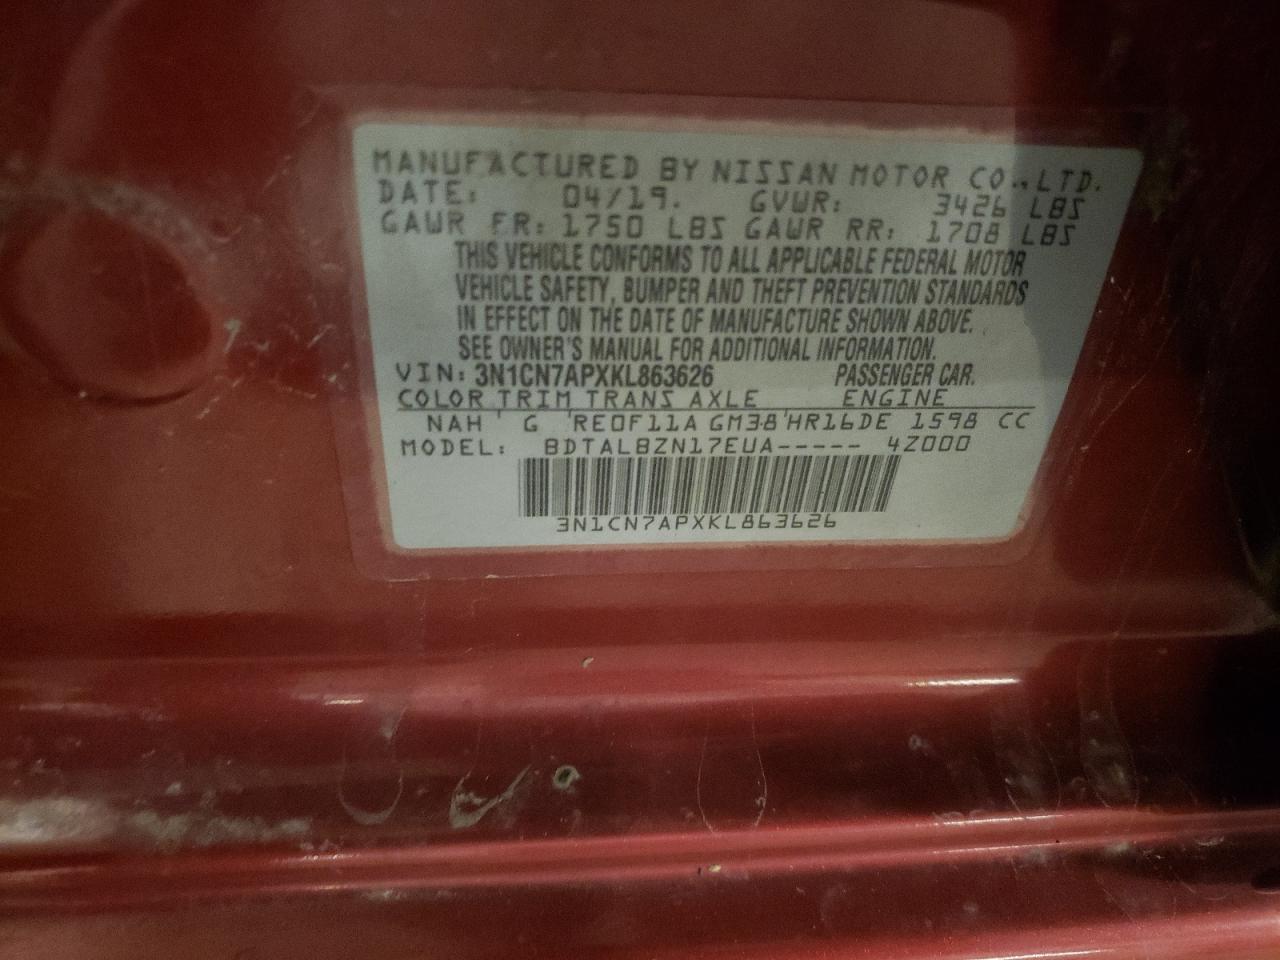 MANUFACTURED BY NISSAN MOTOR CO., LTD.
DATE: 04/19. GVWR: 3426 LBS
GAWR FR: 1750 LBS GAWR RR: 1708 LBS
THIS VEHICLE CONFORMS TO ALL APPLICABLE FEDERAL MOTOR
VEHICLE SAFETY, BUMPER AND THEFT PREVENTION STANDARDS
IN EFFECT ON THE DATE OF MANUFACTURE SHOWN ABOVE.
SEE OWNER'S MANUAL FOR ADDITIONAL INFORMATION.
VIN: 3N1CN7APXKL863626 PASSENGER CAR.
COLOR TRIM TRANS AXLE ENGINE
NAH ' G 'RE0F11A GM38'HR16DE 1598 CC
MODEL: BDTALBZN17EUA----- 4Z000
3N1CN7APXKL863626